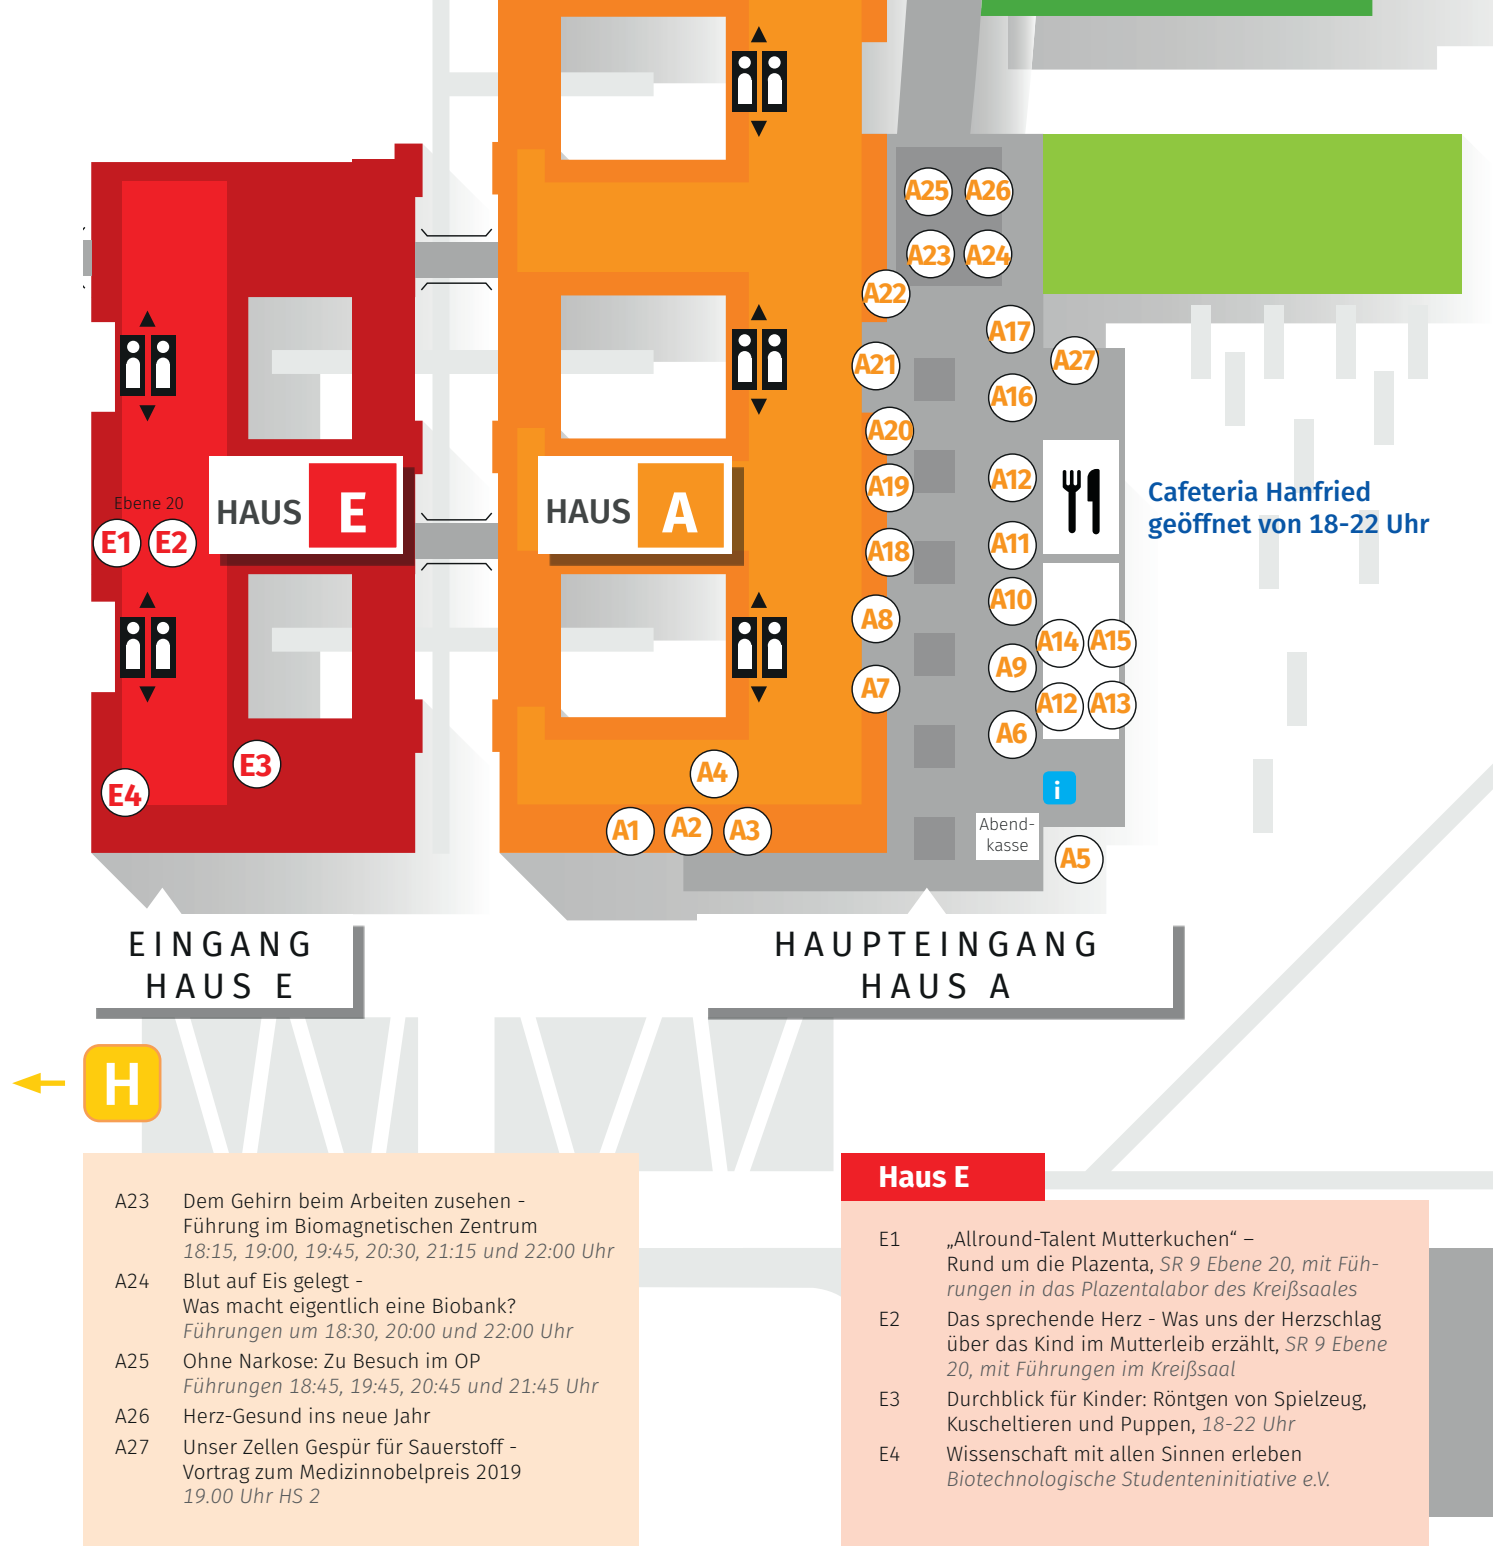 A25 A26
A23 A24
A22
A17
A27
A21
A16
A20
A12
A19
A11
A18
A10
A8
A14 A15
A9
A7
A12 A13
A6
A4
A1 A2 A3
A5
i
Abend-
kasse
Ebene 20
E1 E2
E3
E4
HAUS E
HAUS A
Cafeteria Hanfried
geöffnet von 18-22 Uhr
EINGANG
HAUS E
HAUPTEINGANG
HAUS A
H
A23 Dem Gehirn beim Arbeiten zusehen -
Führung im Biomagnetischen Zentrum
18:15, 19:00, 19:45, 20:30, 21:15 und 22:00 Uhr
A24 Blut auf Eis gelegt -
Was macht eigentlich eine Biobank?
Führungen um 18:30, 20:00 und 22:00 Uhr
A25 Ohne Narkose: Zu Besuch im OP
Führungen 18:45, 19:45, 20:45 und 21:45 Uhr
A26 Herz-Gesund ins neue Jahr
A27 Unser Zellen Gespür für Sauerstoff -
Vortrag zum Medizinnobelpreis 2019
19.00 Uhr HS 2
Haus E
E1 „Allround-Talent Mutterkuchen“ –
Rund um die Plazenta, SR 9 Ebene 20, mit Füh-
rungen in das Plazentalabor des Kreißsaales
E2 Das sprechende Herz - Was uns der Herzschlag
über das Kind im Mutterleib erzählt, SR 9 Ebene
20, mit Führungen im Kreißsaal
E3 Durchblick für Kinder: Röntgen von Spielzeug,
Kuscheltieren und Puppen, 18-22 Uhr
E4 Wissenschaft mit allen Sinnen erleben
Biotechnologische Studenteninitiative e.V.